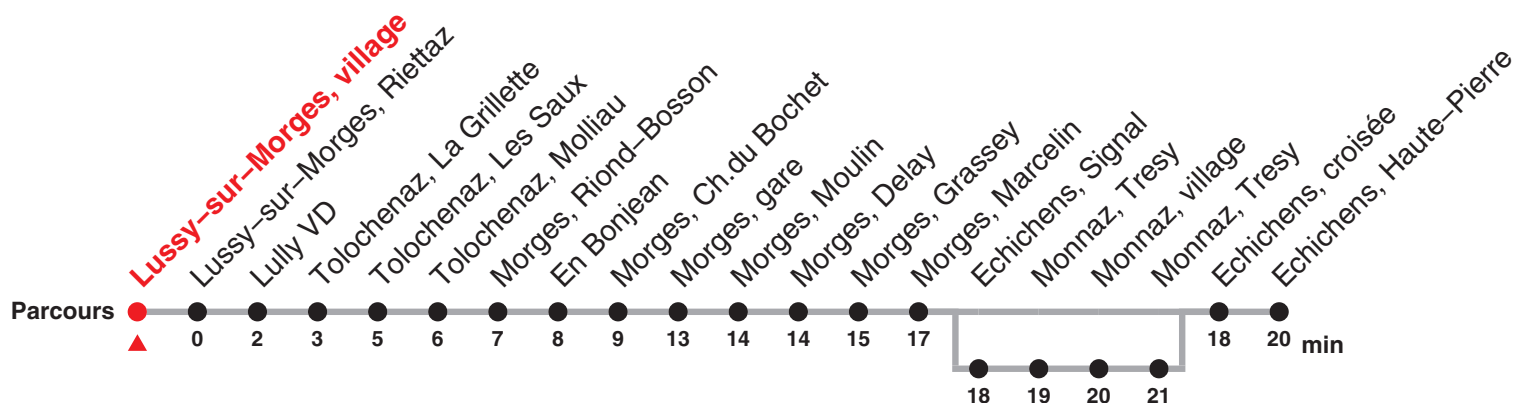 Lussy–sur–Morges, village
Lussy–sur–Morges, Riettaz
Lully VD
Tolochenaz, La Grillette
Tolochenaz, Les Saux
Tolochenaz, Molliau
Morges, Riond–Bosson
En Bonjean
Morges, Ch.du Bochet
Morges, gare
Morges, Moulin
Morges, Delay
Morges, Grassey
Morges, Marcelin
Echichens, Signal
Monnaz, Tresy
Monnaz, village
Monnaz, Tresy
Echichens, croisée
Echichens, Haute–Pierre
Parcours
0 2 3 5 6 7 8 9 13 14 14 15 17 18 20 min
18 19 20 21